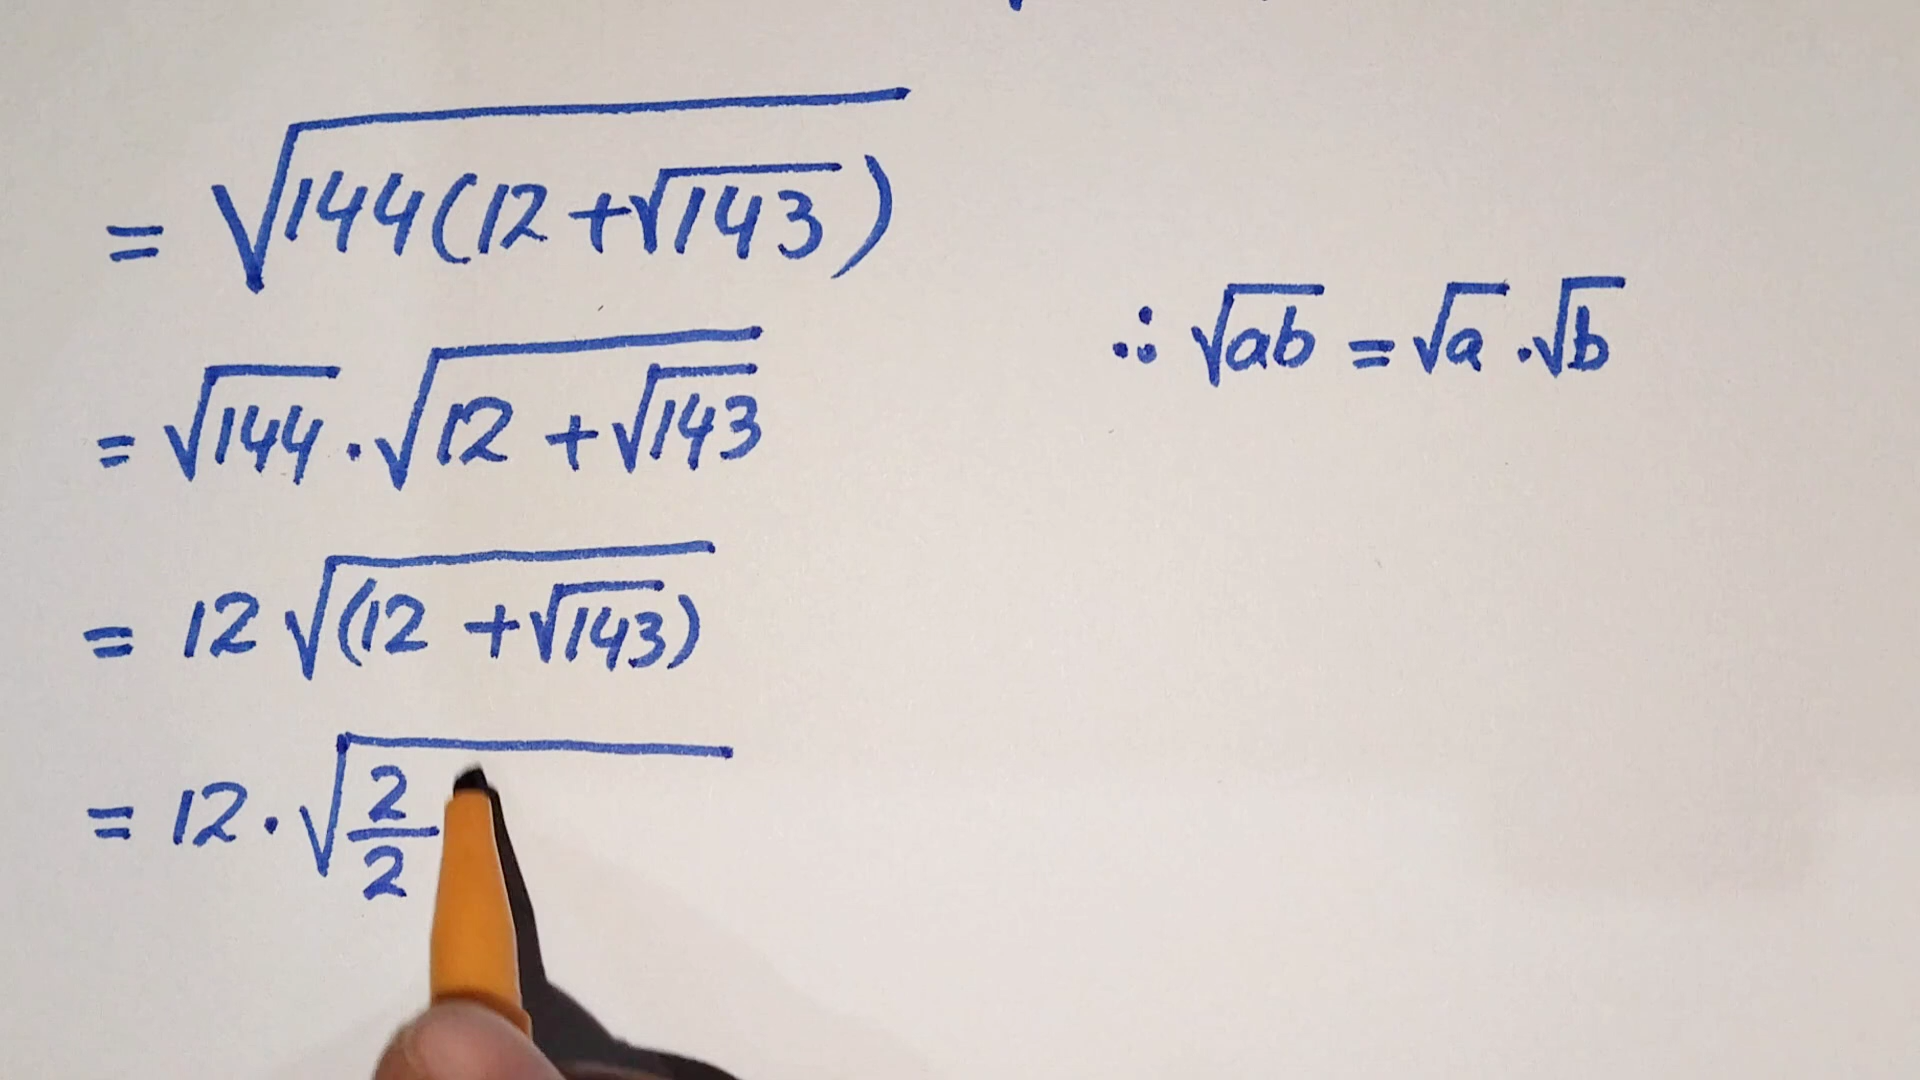 = √(144(12 + √143))
= √144 . √(12 + √143)
∴ √ab = √a . √b
= 12 √((12 + √143))
= 12 . √(2/2